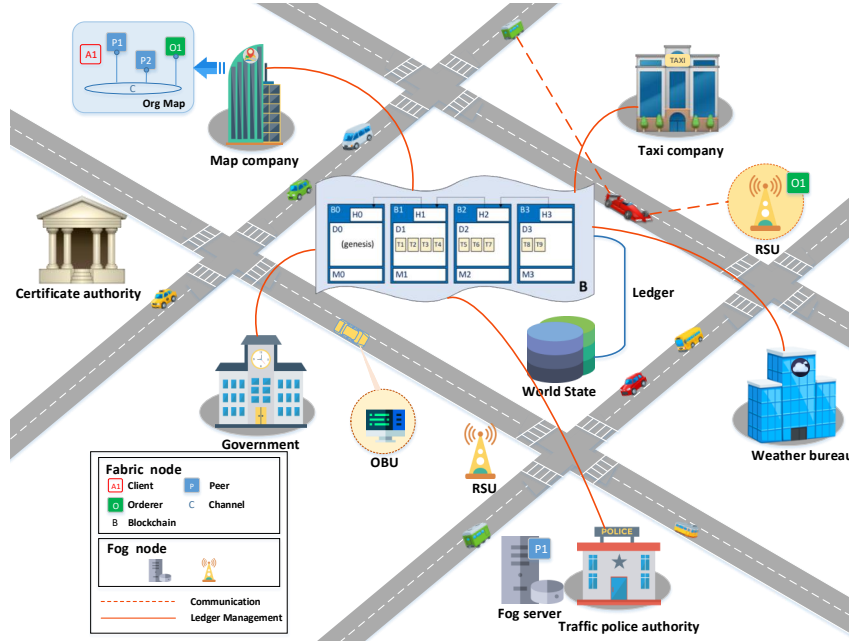 A1
P1
P2
O1
C
Org Map
Map company
TAXI
Taxi company
O1
RSU
Certificate authority
B0 H0 B1 H1 B2 H2 B3 H3
D0 D1 D2 D3
(genesis) T1 T2 T3 T4 T5 T6 T7 T8 T9
M0 M1 M2 M3
B
Ledger
World State
Government
OBU
RSU
Weather bureau
POLICE
P1
Fog server
Traffic police authority
Fabric node
A1 Client
P Peer
O Orderer
C Channel
B Blockchain
Fog node
Communication
Ledger Management